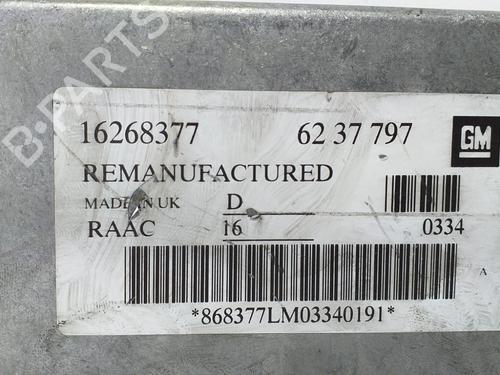 B-PARTS
16268377 62 37 797 GM
REMANUFACTURED
MADE IN UK D
RAAC 16 0334
A
*868377LM03340191*